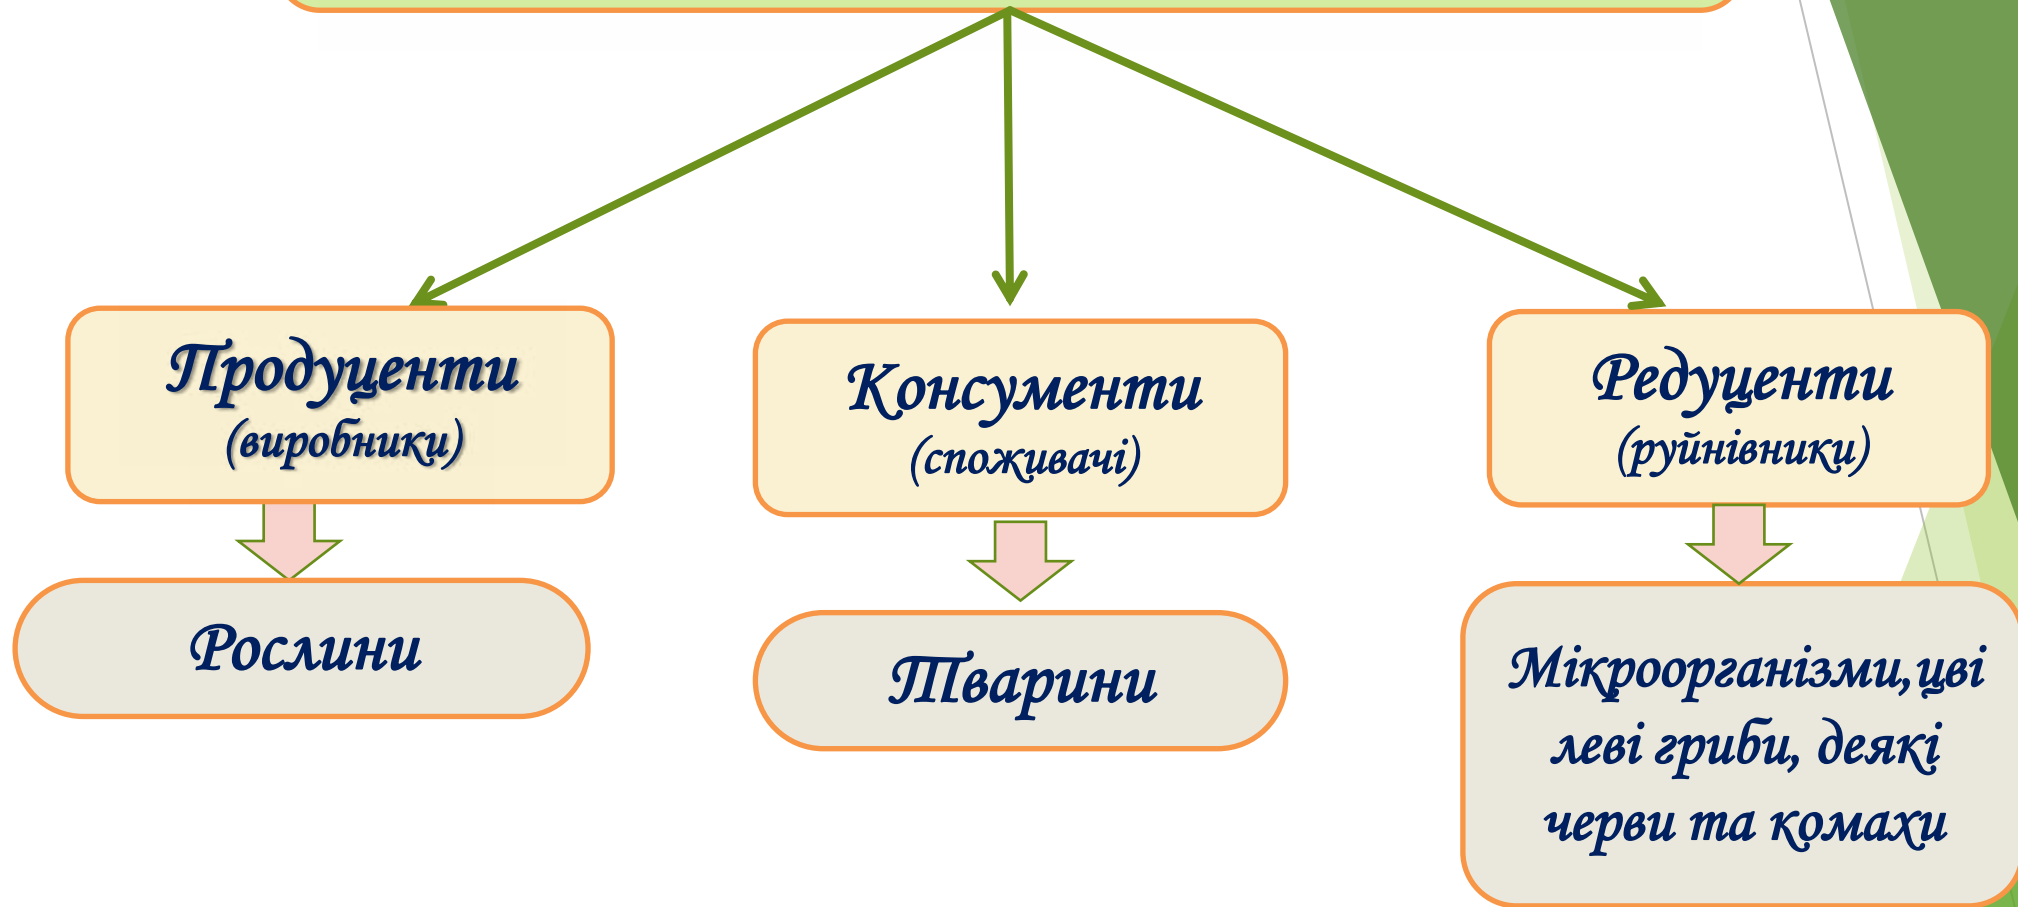 Продуценти
(виробники)
Консументи
(споживачі)
Редуценти
(руйнівники)
Рослини
Тварини
Мікроорганізми,цві
леві гриби, деякі
черви та комахи